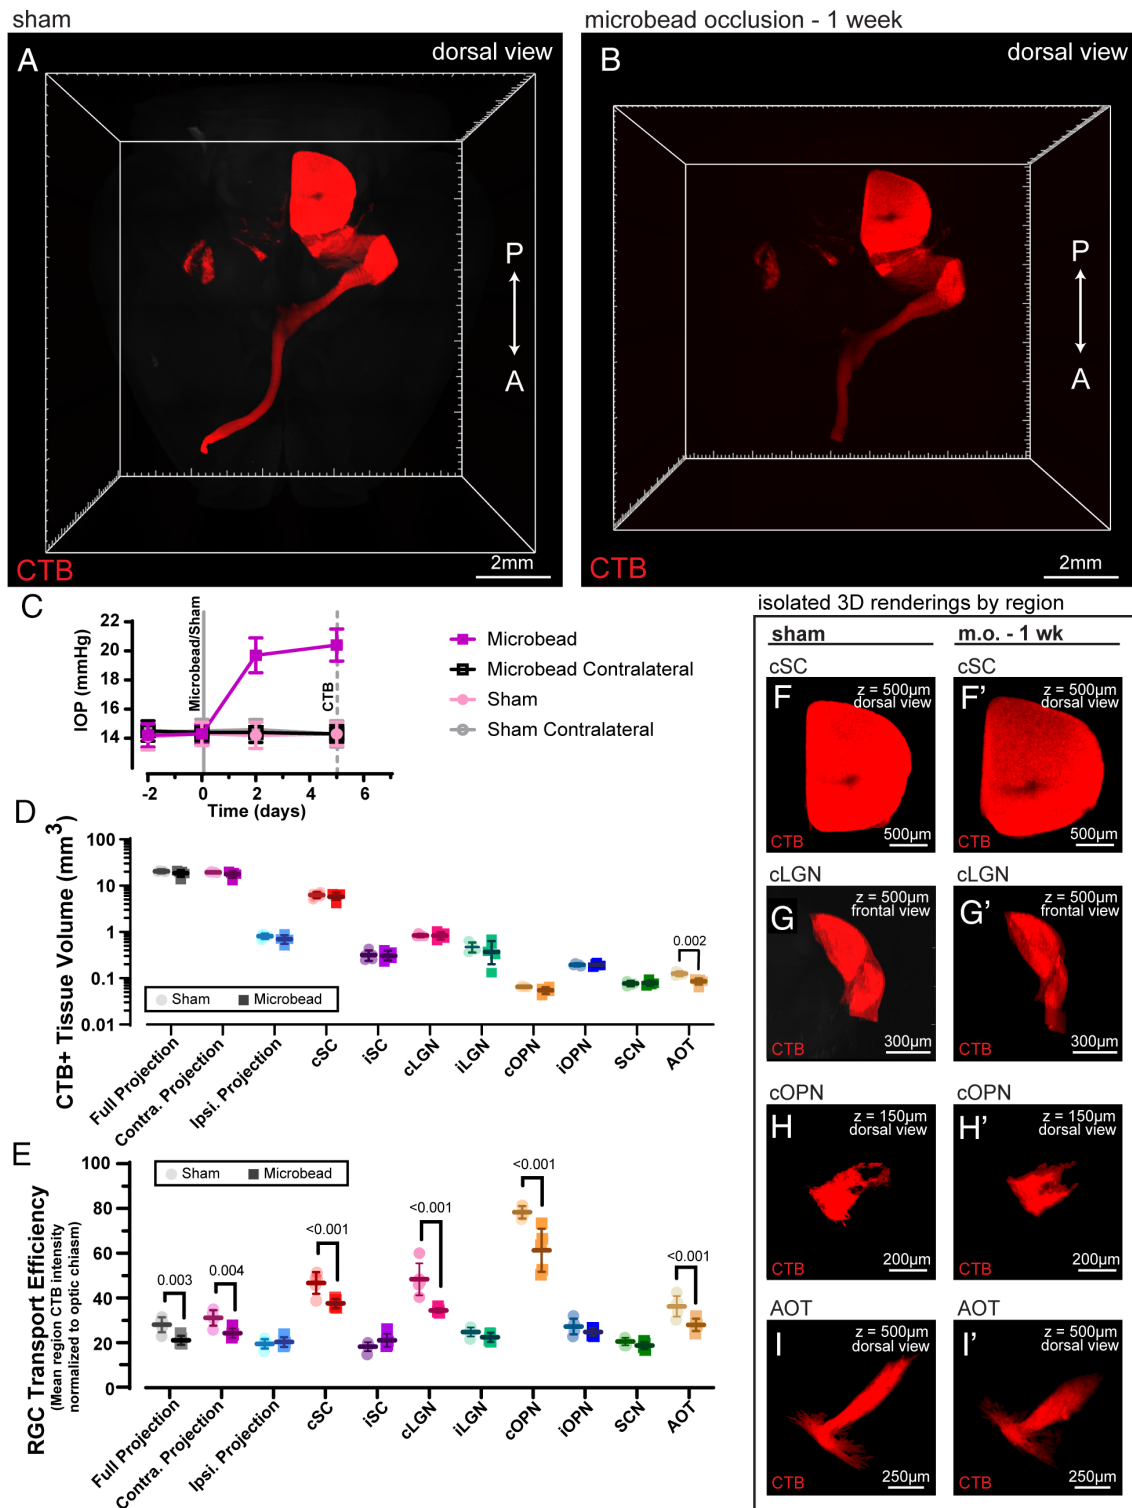 sham
microbead occlusion - 1 week
A
dorsal view
P
A
CTB
2mm
B
dorsal view
P
A
CTB
2mm
C
IOP (mmHg)
22
20
18
16
14
Microbead/Sham
CTB
-2
0
2
4
6
Time (days)
Microbead
Microbead Contralateral
Sham
Sham Contralateral
D
CTB+ Tissue Volume (mm³)
100
10
1
0.1
0.01
0.002
Sham
Microbead
Full Projection
Contra. Projection
Ipsi. Projection
cSC
iSC
cLGN
iLGN
cOPN
iOPN
SCN
AOT
E
RGC Transport Efficiency
(Mean region CTB intensity
normalized to optic chiasm)
100
80
60
40
20
0
Sham
Microbead
0.003
0.004
<0.001
<0.001
<0.001
<0.001
Full Projection
Contra. Projection
Ipsi. Projection
cSC
iSC
cLGN
iLGN
cOPN
iOPN
SCN
AOT
isolated 3D renderings by region
sham
m.o. - 1 wk
cSC
cSC
F
z = 500µm
dorsal view
CTB
500µm
F'
z = 500µm
dorsal view
CTB
500µm
cLGN
cLGN
G
z = 500µm
frontal view
CTB
300µm
G'
z = 500µm
frontal view
CTB
300µm
cOPN
cOPN
H
z = 150µm
dorsal view
CTB
200µm
H'
z = 150µm
dorsal view
CTB
200µm
AOT
AOT
I
z = 500µm
dorsal view
CTB
250µm
I'
z = 500µm
dorsal view
CTB
250µm